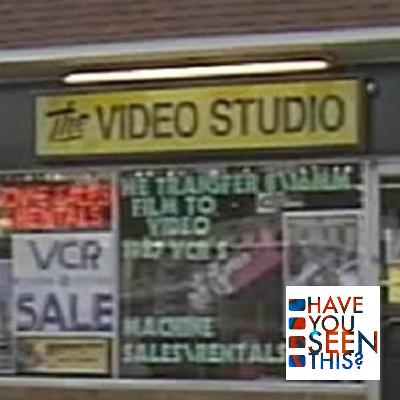 The VIDEO STUDIO
WE TRANSFER
FILM TO
VIDEO
RENTALS
VCR
SALE
MACHINE
SALES\RENTALS
HAVE
YOU
SEEN
THIS?